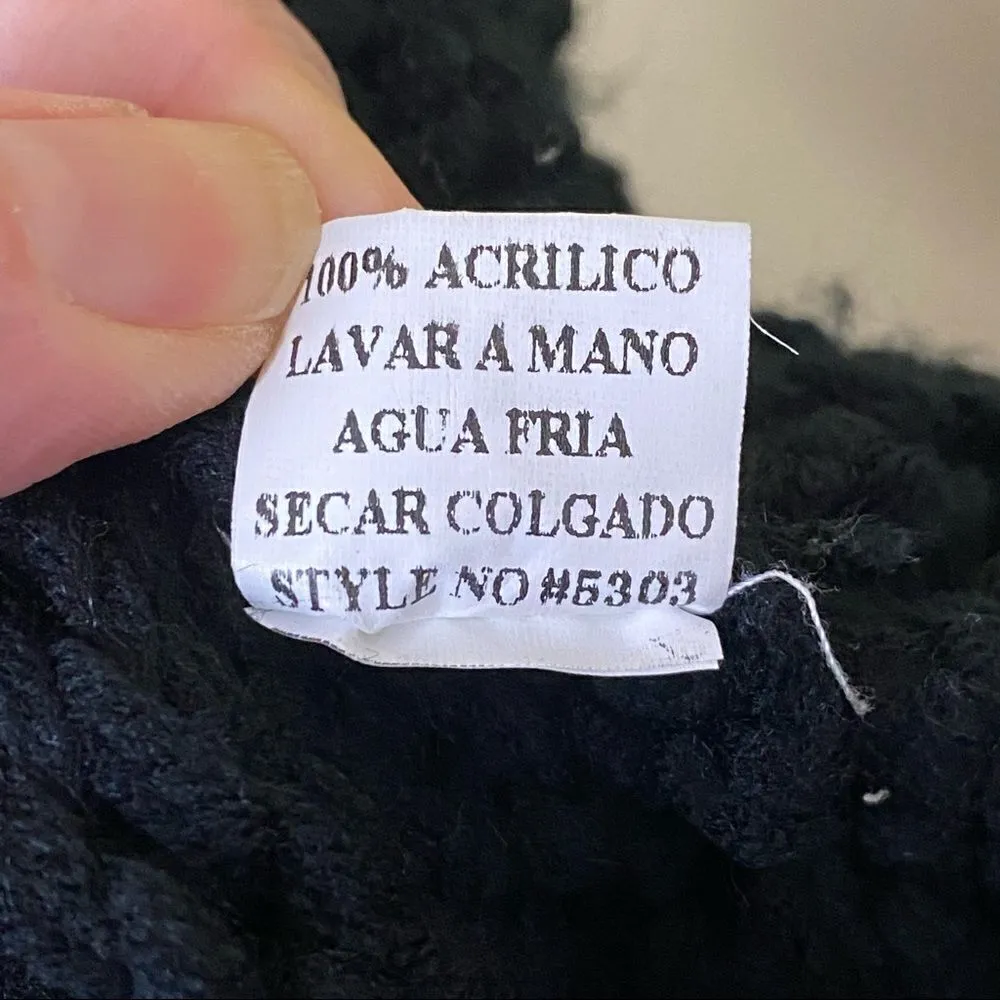 100% ACRILICO
LAVAR A MANO
AGUA FRIA
SECAR COLGADO
STYLE NO #5303